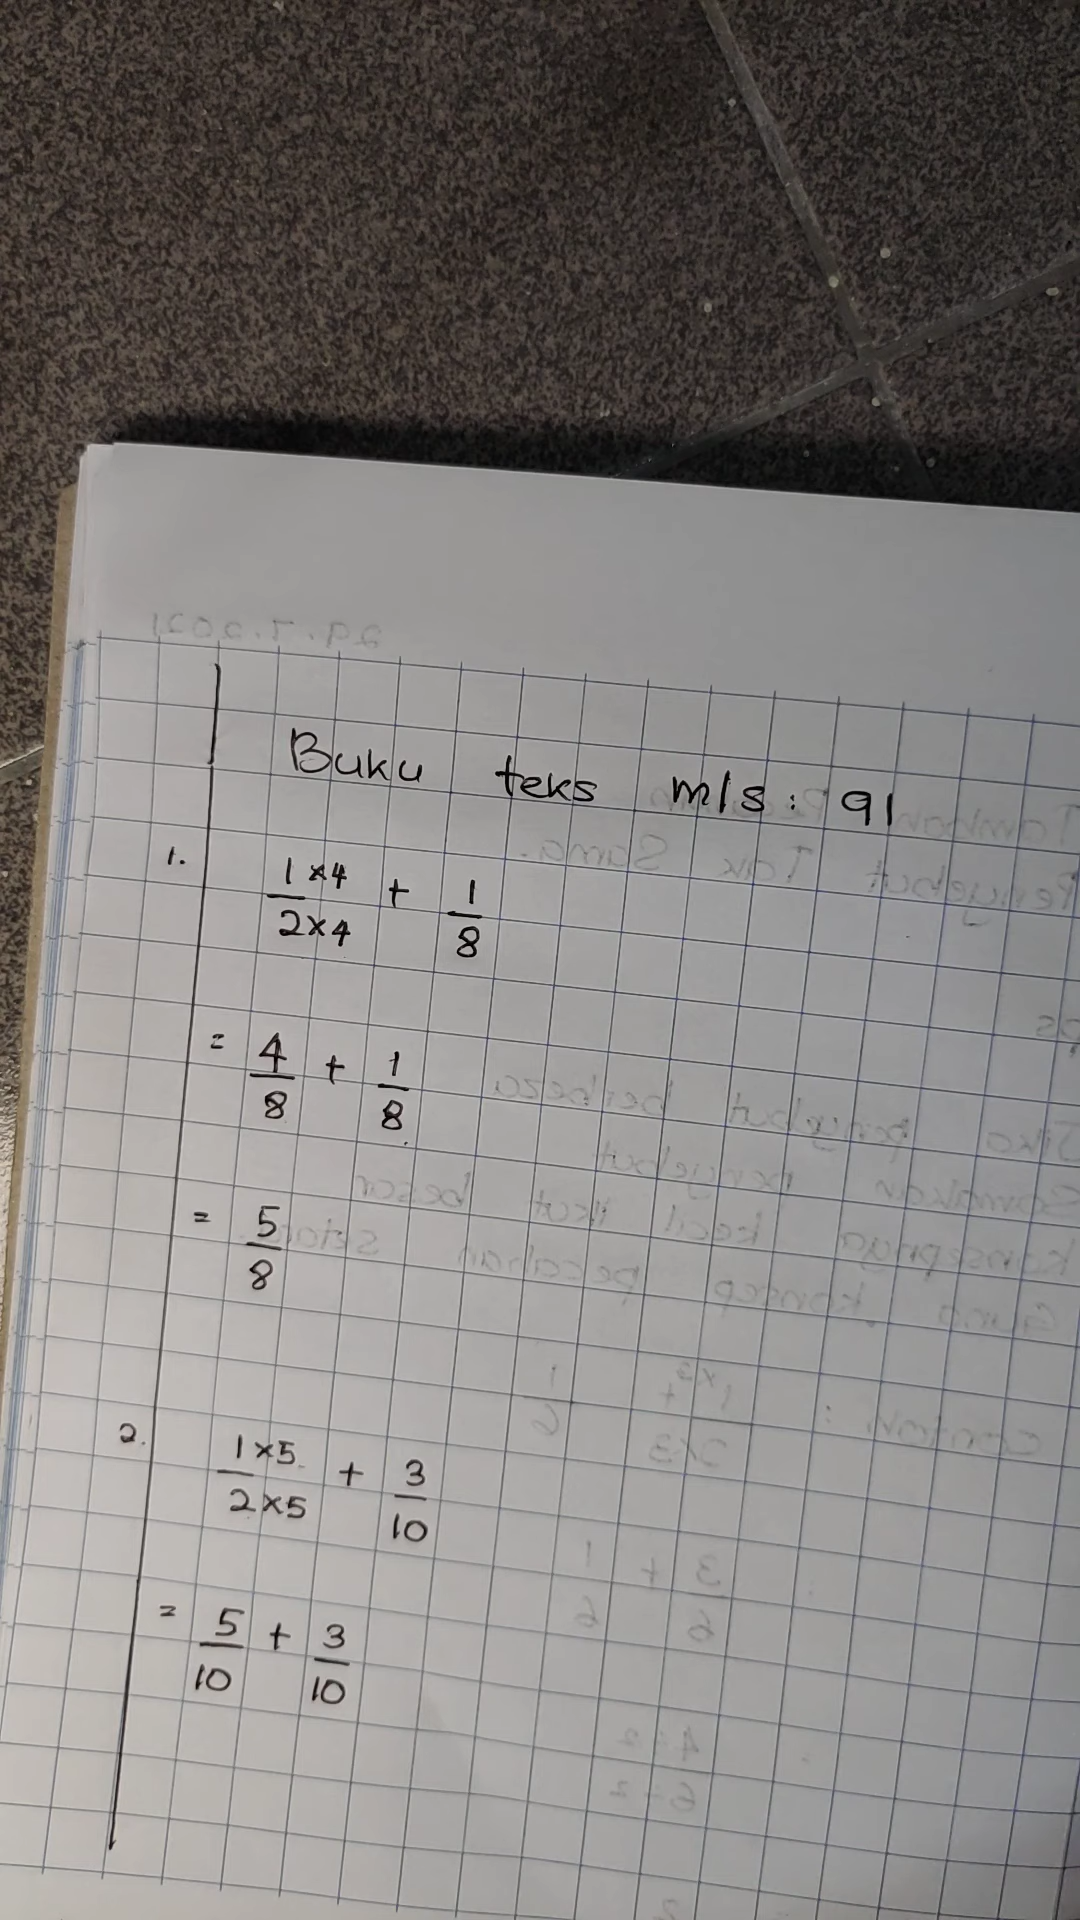 Buku teks m/s : 91
1. 1 ×4 / 2×4 + 1/8
= 4/8 + 1/8
= 5/8
2. 1×5 / 2×5 + 3/10
= 5/10 + 3/10